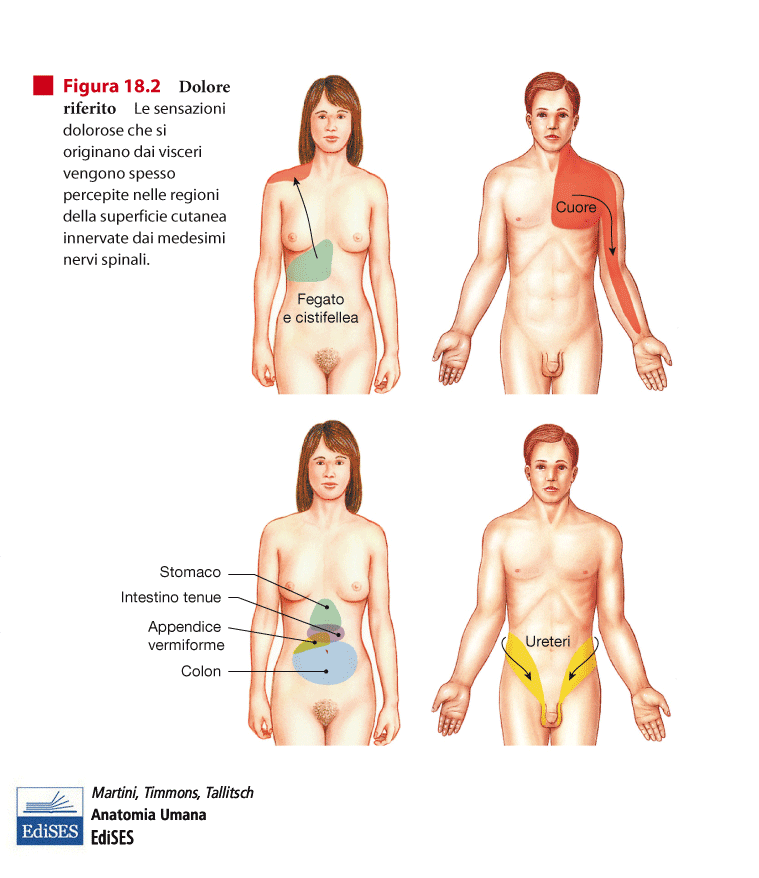 Figura 18.2 Dolore
riferito Le sensazioni
dolorose che si
originano dai visceri
vengono spesso
percepite nelle regioni
della superficie cutanea
innervate dai medesimi
nervi spinali.
Cuore
Fegato
e cistifellea
Stomaco
Intestino tenue
Appendice
vermiforme
Colon
Ureteri
Martini, Timmons, Tallitsch
Anatomia Umana
EdiSES
EdiSES